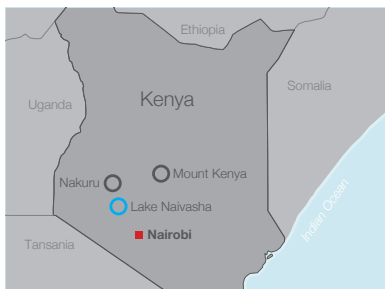 Ethiopia
Somalia
Uganda
Kenya
Mount Kenya
Nakuru
Lake Naivasha
Nairobi
Tansania
Indian Ocean